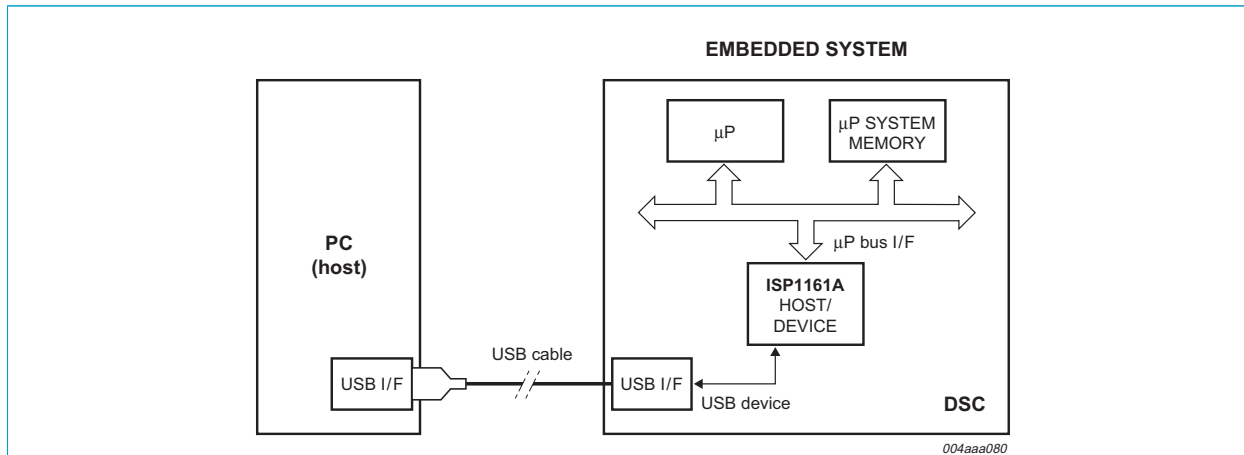 EMBEDDED SYSTEM
μP
μP SYSTEM
MEMORY
μP bus I/F
PC
(host)
ISP1161A
HOST/
DEVICE
USB cable
USB I/F
USB I/F
USB device
DSC
004aaa080